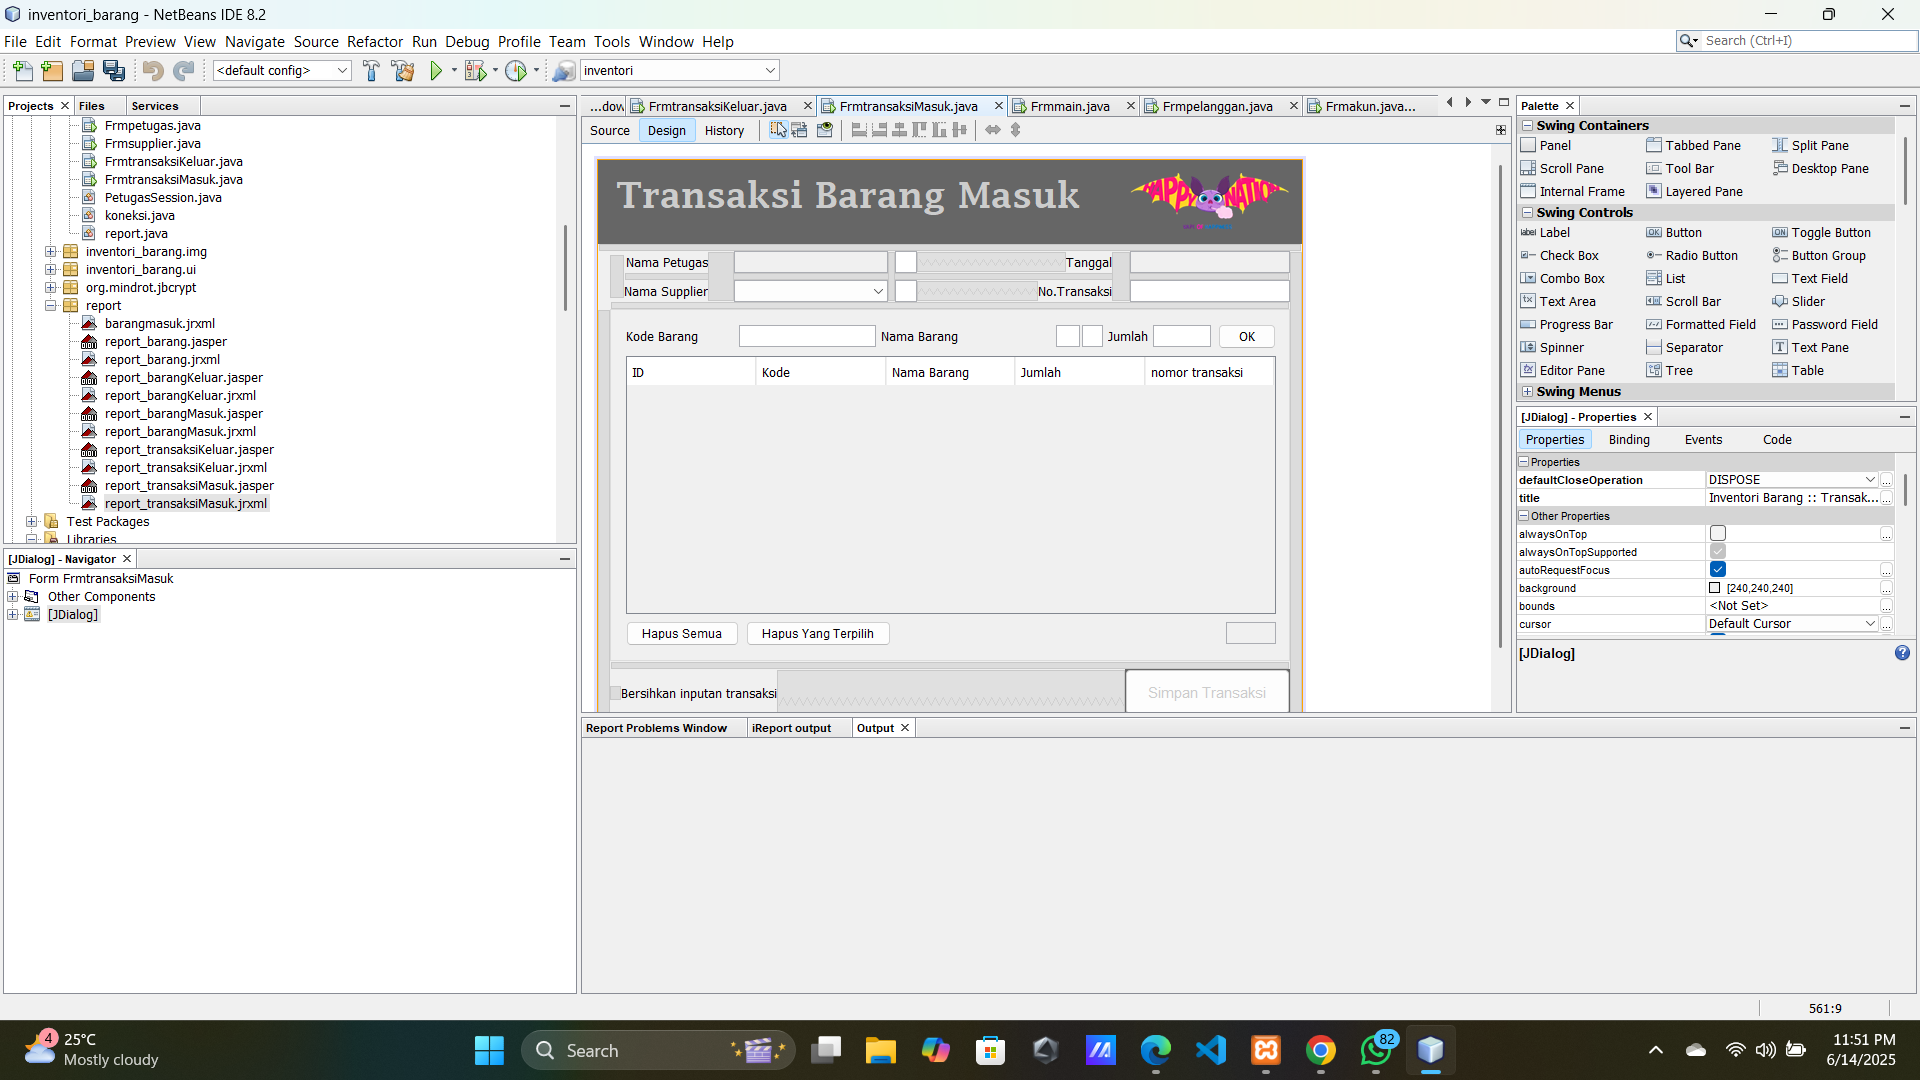 inventori_barang - NetBeans IDE 8.2
File Edit Format Preview View Navigate Source Refactor Run Debug Profile Team Tools Window Help
Search (Ctrl+I)
<default config>
inventori
Projects Files Services
Frmpetugas.java
Frmsupplier.java
FrmtransaksiKeluar.java
FrmtransaksiMasuk.java
PetugasSession.java
koneksi.java
report.java
inventori_barang.img
inventori_barang.ui
org.mindrot.jbcrypt
report
barangmasuk.jrxml
report_barang.jasper
report_barang.jrxml
report_barangKeluar.jasper
report_barangKeluar.jrxml
report_barangMasuk.jasper
report_barangMasuk.jrxml
report_transaksiKeluar.jasper
report_transaksiKeluar.jrxml
report_transaksiMasuk.jasper
report_transaksiMasuk.jrxml
Test Packages
Libraries
[JDialog] - Navigator
Form FrmtransaksiMasuk
Other Components
[JDialog]
...dow FrmtransaksiKeluar.java FrmtransaksiMasuk.java Frmmain.java Frmpelanggan.java Frmakun.java...
Source Design History
Transaksi Barang Masuk
HAPPY NATION
Nama Petugas Tanggal
Nama Supplier No.Transaksi
Kode Barang Nama Barang Jumlah OK
ID Kode Nama Barang Jumlah nomor transaksi
Hapus Semua Hapus Yang Terpilih
Bersihkan inputan transaksi Simpan Transaksi
Report Problems Window iReport output Output
Palette
Swing Containers
Panel Tabbed Pane Split Pane
Scroll Pane Tool Bar Desktop Pane
Internal Frame Layered Pane
Swing Controls
Label Button Toggle Button
Check Box Radio Button Button Group
Combo Box List Text Field
Text Area Scroll Bar Slider
Progress Bar Formatted Field Password Field
Spinner Separator Text Pane
Editor Pane Tree Table
Swing Menus
[JDialog] - Properties
Properties Binding Events Code
Properties
defaultCloseOperation DISPOSE
title Inventori Barang :: Transak...
Other Properties
alwaysOnTop
alwaysOnTopSupported
autoRequestFocus
background [240,240,240]
bounds <Not Set>
cursor Default Cursor
[JDialog]
561:9
4
25°C
Mostly cloudy
Search
82
11:51 PM
6/14/2025